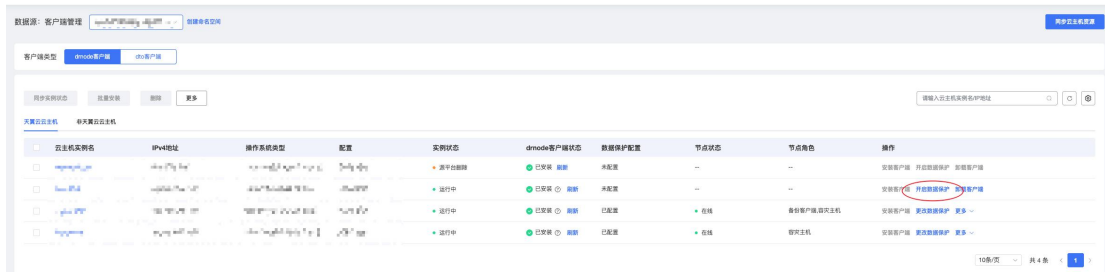 数据源：客户端管理 创建命名空间 同步云主机资源
客户端类型 drnode客户端 cto客户端
同步实例状态 批量安装 删除 更多 请输入云主机实例名/IP地址
天翼云云主机 非天翼云云主机
云主机实例名 IPv4地址 操作系统类型 配置 实例状态 drnode客户端状态 数据保护配置 节点状态 节点角色 操作
源平台删除 已安装 刷新 未配置 -- -- 安装客户端 开启数据保护 卸载客户端
运行中 已安装 刷新 未配置 -- -- 安装客户端 开启数据保护 卸载客户端
运行中 已安装 刷新 已配置 在线 备份客户端,容灾主机 安装客户端 更改数据保护 更多
运行中 已安装 刷新 已配置 在线 容灾主机 安装客户端 更改数据保护 更多
10条/页 共 4 条 1